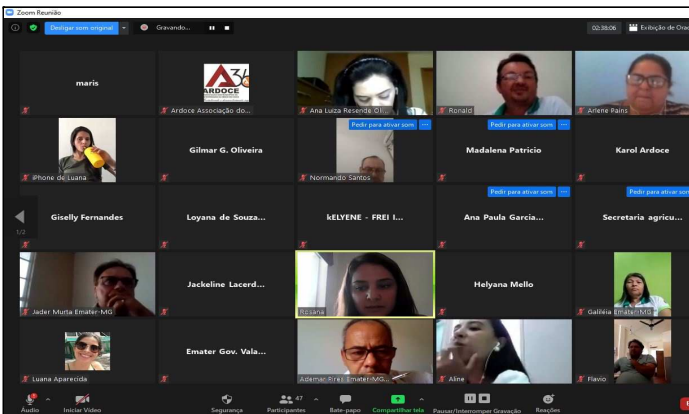 Zoom Reunião
Desligar som original
Gravando...
02:38:06
Exibição de Orad
maris
ARDOCE
Ardoce Associação do...
Ana Luiza Resende Oli...
Ronald
Arlene Pains
iPhone de Luana
Gilmar G. Oliveira
Pedir para ativar som ...
Normando Santos
Pedir para ativar som ...
Madalena Patricio
Karol Ardoce
Giselly Fernandes
Loyana de Souza...
kELYENE - FREI I...
Pedir para ativar som ...
Ana Paula Garcia...
Pedir para ativar som
Secretaria agricu...
1/2
Jader Murta Emater-MG
Jackeline Lacerd...
Rosana
Helyana Mello
Galiléia Emater-MG
Luana Aparecida
Emater Gov. Vala...
Ademar Pires Emater-MG...
Aline
Flavio
Áudio
Iniciar Vídeo
Segurança
47
Participantes
Bate-papo
Compartilhar tela
Pausar/Interromper Gravação
Reações